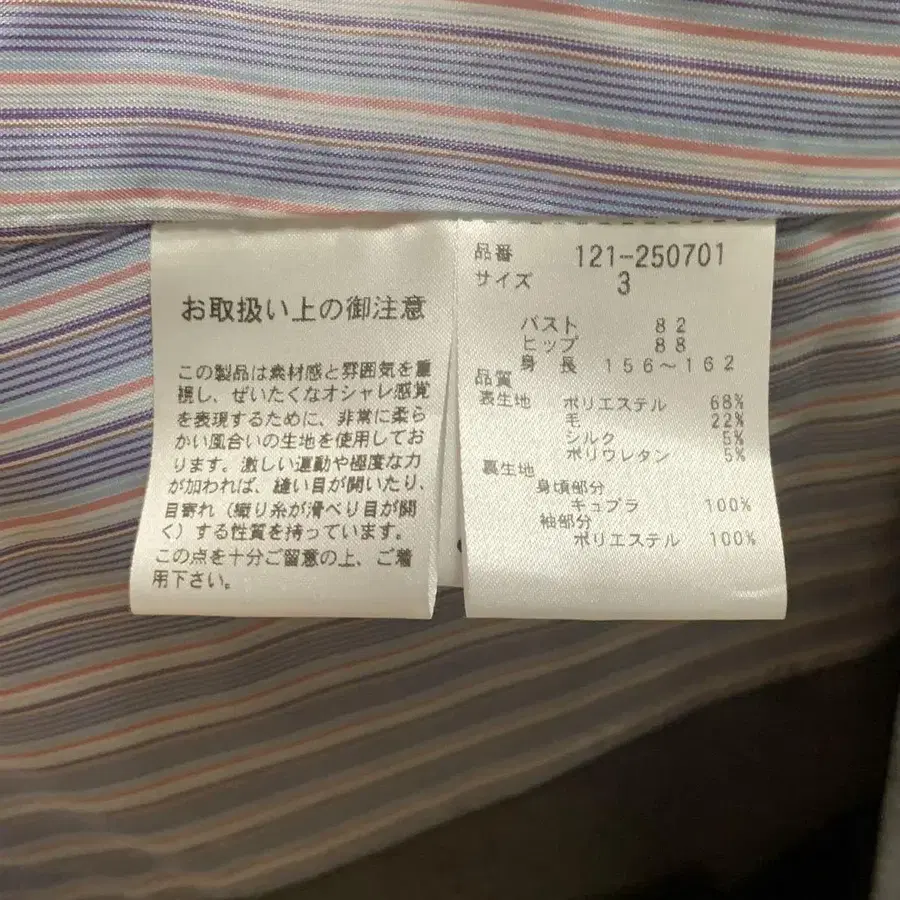 お取扱い上の御注意
この製品は素材感と雰囲気を重
視し、ぜいたくなオシャレ感覚
を表現するために、非常に柔ら
かい風合いの生地を使用してお
ります。激しい運動や極度な力
が加われば、縫い目が開いたり、
目寄れ（織り糸が滑べり目が開
く）する性質を持っています。
この点を十分ご留意の上、ご着
用下さい。
品番 121-250701
サイズ 3
バスト 82
ヒップ 88
身長 156〜162
品質
表生地 ポリエステル 68%
毛 22%
シルク 5%
ポリウレタン 5%
裏生地
身頃部分
キュプラ 100%
袖部分
ポリエステル 100%